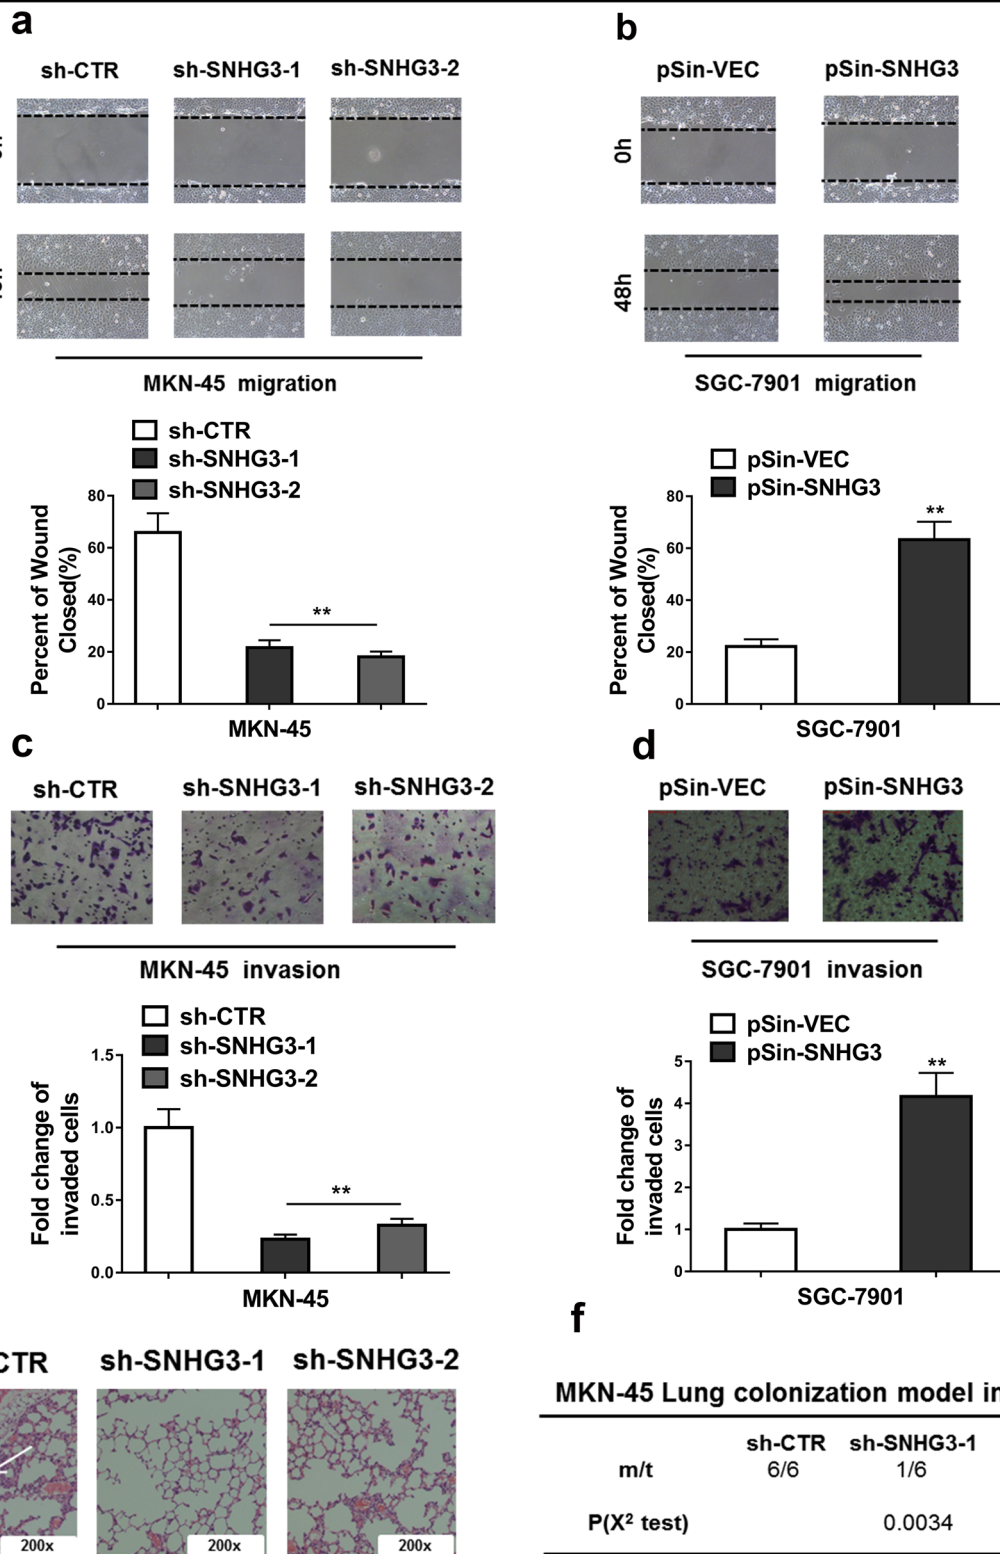 a
sh-CTR sh-SNHG3-1 sh-SNHG3-2
MKN-45 migration
sh-CTR
sh-SNHG3-1
sh-SNHG3-2
Percent of Wound
Closed(%)
80
60
40
20
0
**
MKN-45
b
pSin-VEC pSin-SNHG3
0h
48h
SGC-7901 migration
pSin-VEC
pSin-SNHG3
Percent of Wound
Closed(%)
80
60
40
20
0
**
SGC-7901
c
sh-CTR sh-SNHG3-1 sh-SNHG3-2
MKN-45 invasion
sh-CTR
sh-SNHG3-1
sh-SNHG3-2
Fold change of
invaded cells
1.5
1.0
0.5
0.0
**
MKN-45
d
pSin-VEC pSin-SNHG3
SGC-7901 invasion
pSin-VEC
pSin-SNHG3
Fold change of
invaded cells
5
4
3
2
1
0
**
SGC-7901
CTR sh-SNHG3-1 sh-SNHG3-2
200x 200x 200x
f
MKN-45 Lung colonization model in
sh-CTR sh-SNHG3-1
m/t 6/6 1/6
P(X² test) 0.0034